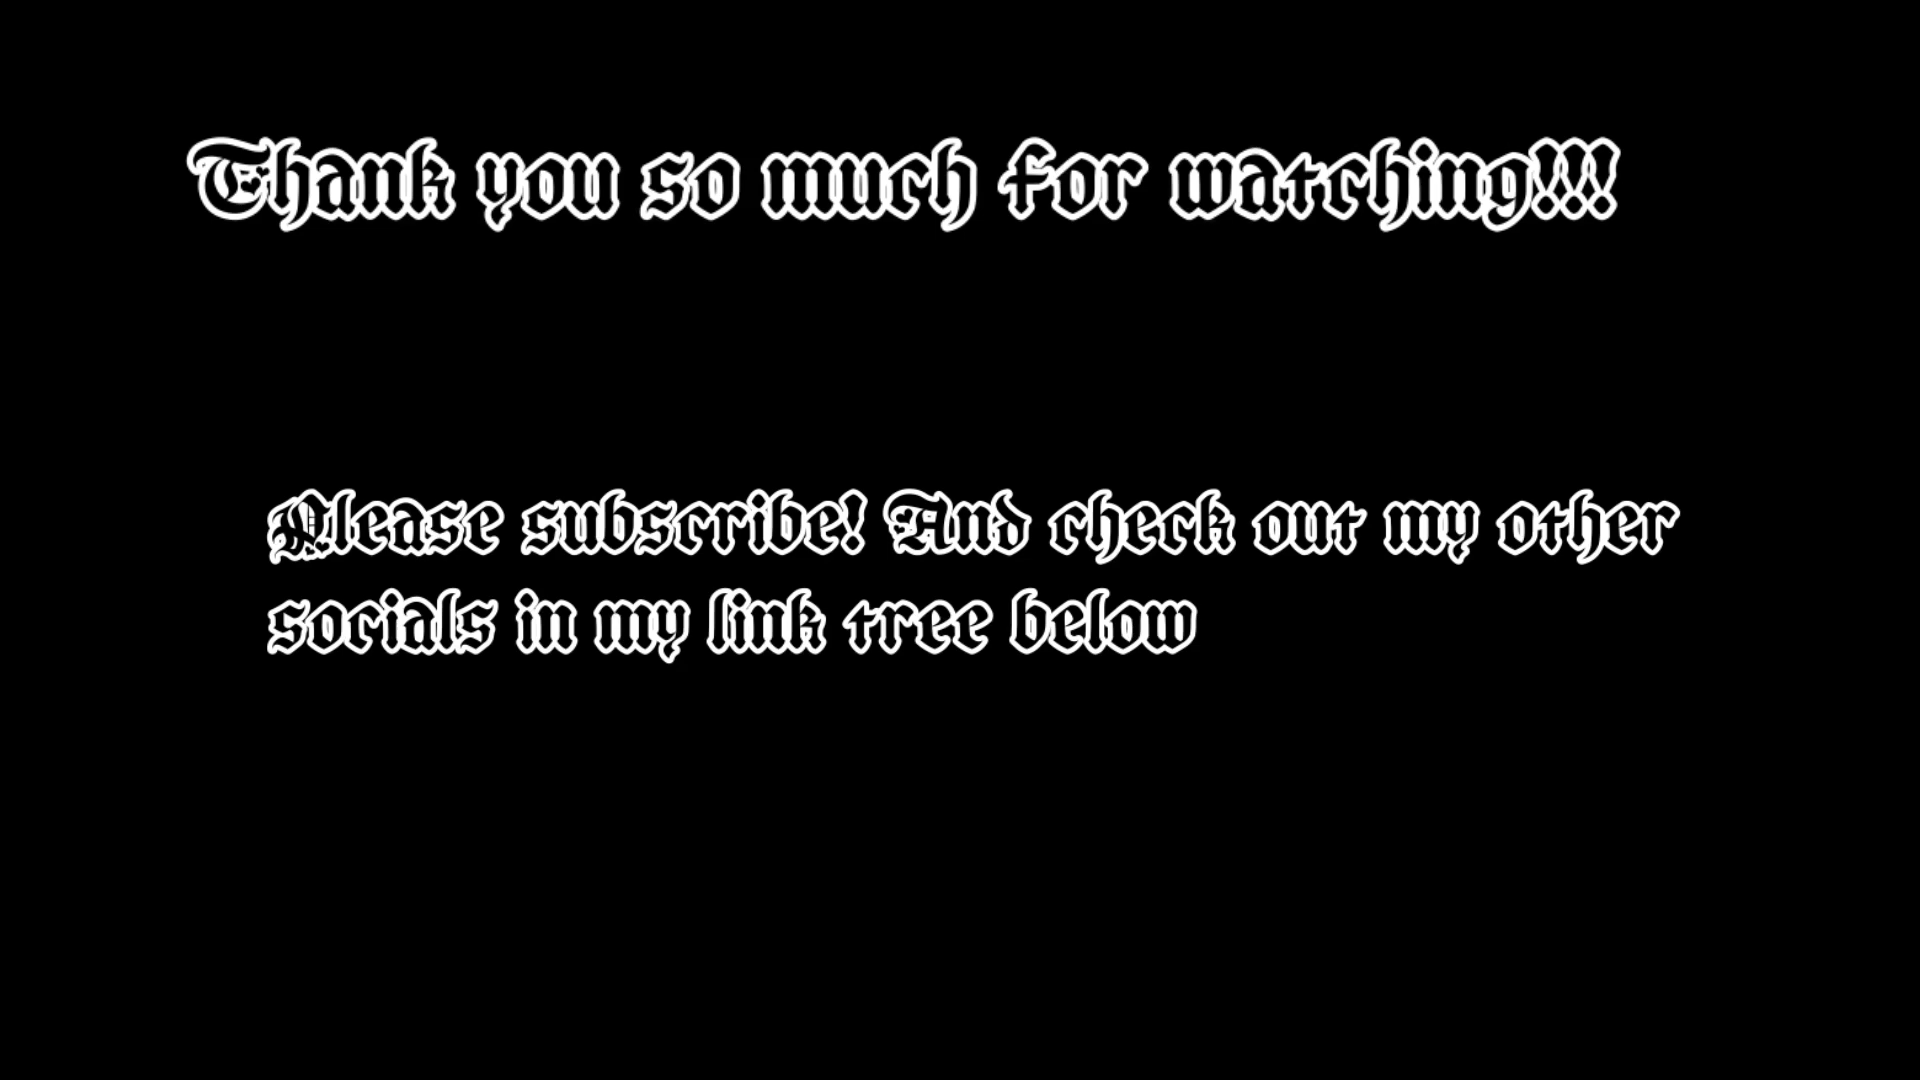 Thank you so much for watching!!!
Please subscribe! And check out my other
socials in my link tree below